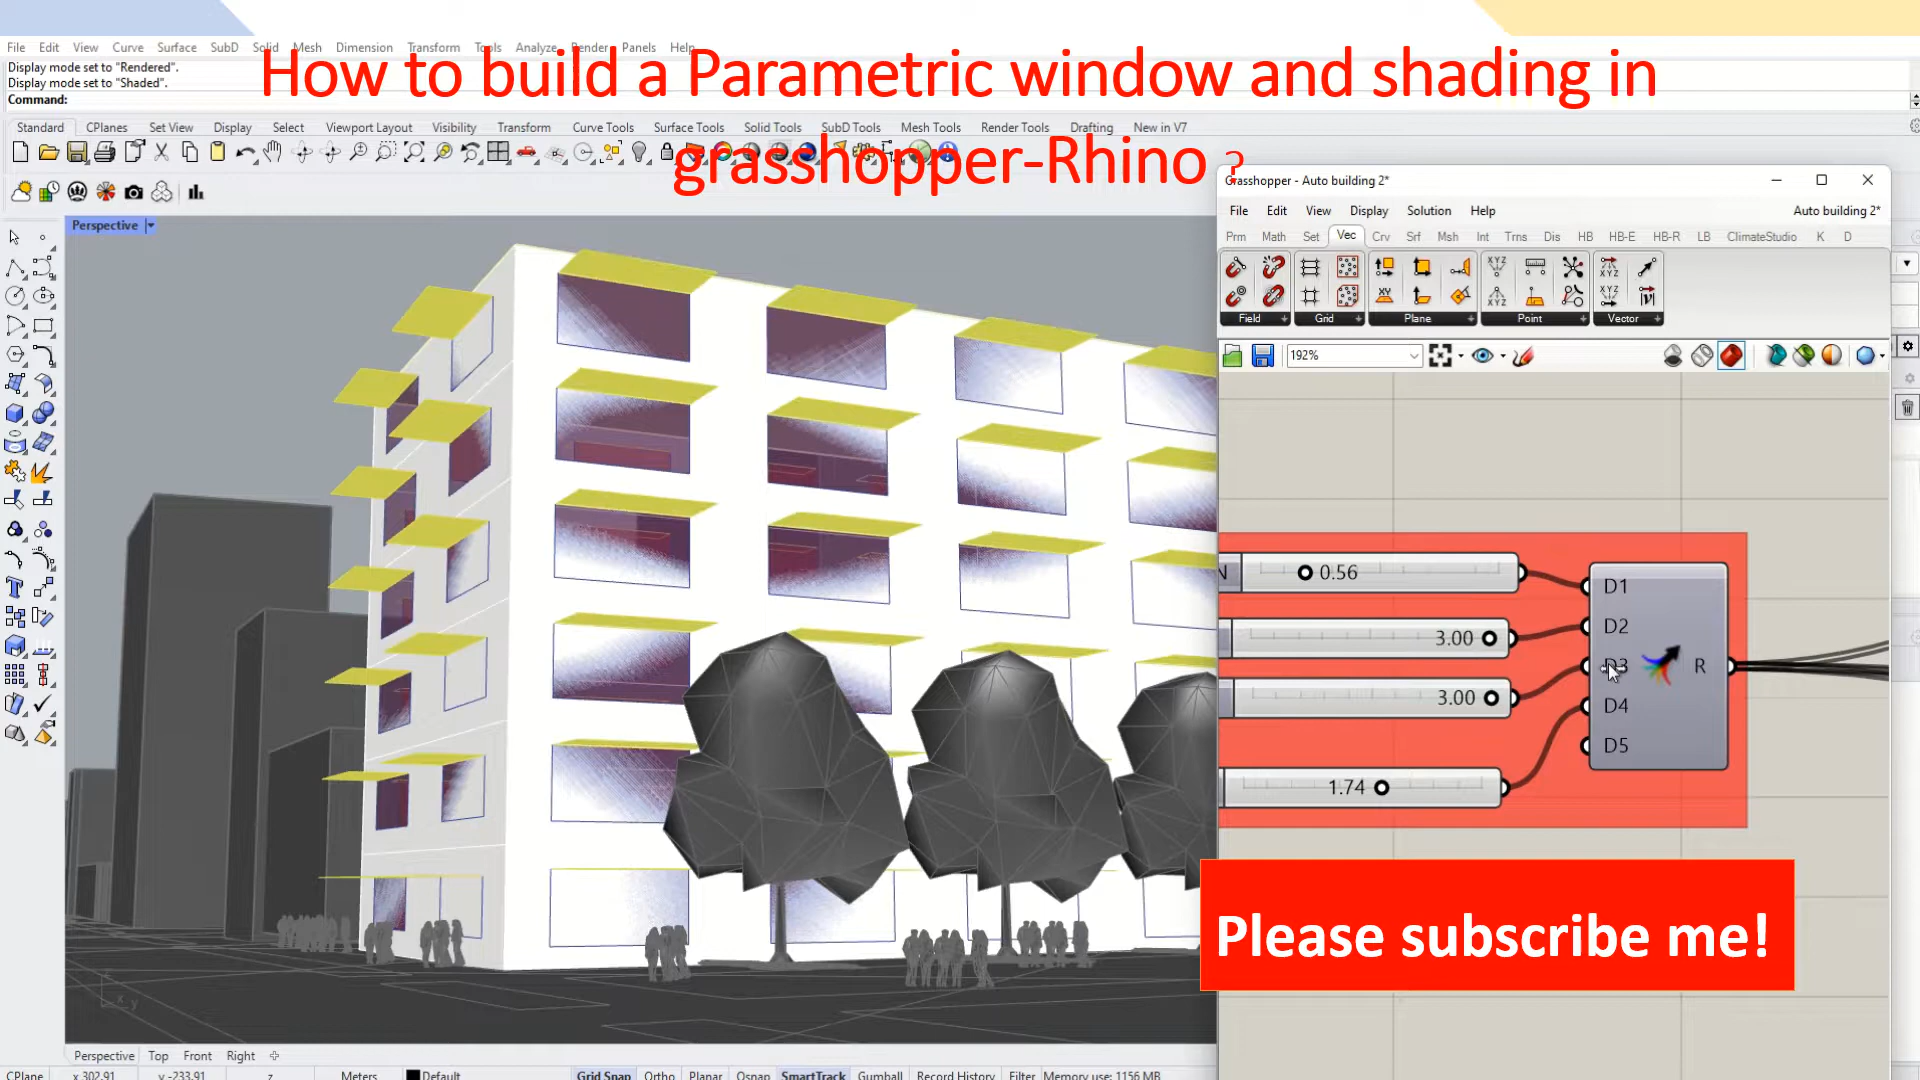 File Edit View Curve Surface SubD Solid Mesh Dimension Transform Tools Analyze Render Panels Help
Display mode set to "Rendered".
Display mode set to "Shaded".
Command:
How to build a Parametric window and shading in
grasshopper-Rhino ?
Standard CPlanes Set View Display Select Viewport Layout Visibility Transform Curve Tools Surface Tools Solid Tools SubD Tools Mesh Tools Render Tools Drafting New in V7
Perspective
Grasshopper - Auto building 2*
File Edit View Display Solution Help Auto building 2*
Prm Math Set Vec Crv Srf Msh Int Trns Dis HB HB-E HB-R LB ClimateStudio K D
Field Grid Plane Point Vector
192%
N 0.56
3.00
3.00
1.74
D1
D2
D3
D4
D5
R
Please subscribe me!
Perspective Top Front Right
CPlane x 302.91 y -233.91 z Meters Default Grid Snap Ortho Planar Osnap SmartTrack Gumball Record History Filter Memory use: 1156 MB